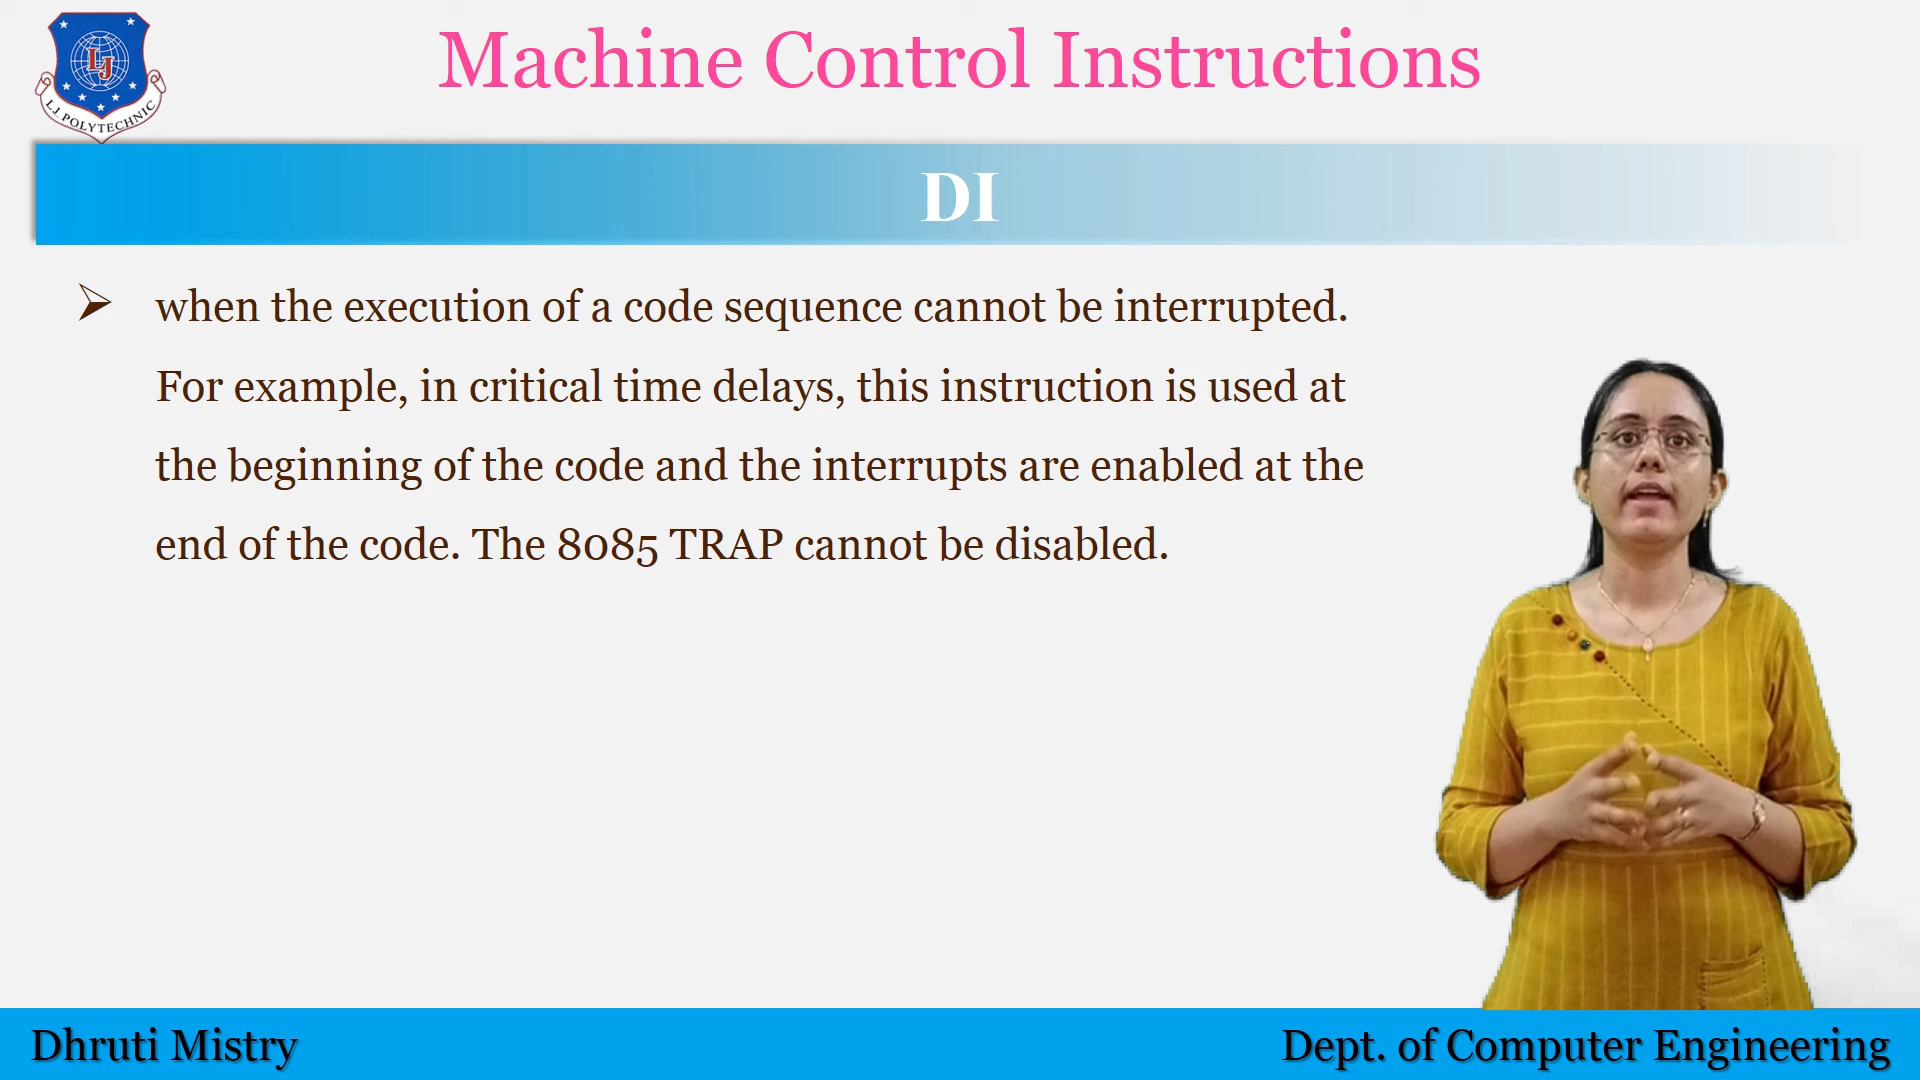 Machine Control Instructions
LJ
L.J. POLYTECHNIC
DI
➢ when the execution of a code sequence cannot be interrupted.
For example, in critical time delays, this instruction is used at
the beginning of the code and the interrupts are enabled at the
end of the code. The 8085 TRAP cannot be disabled.
Dhruti Mistry
Dept. of Computer Engineering